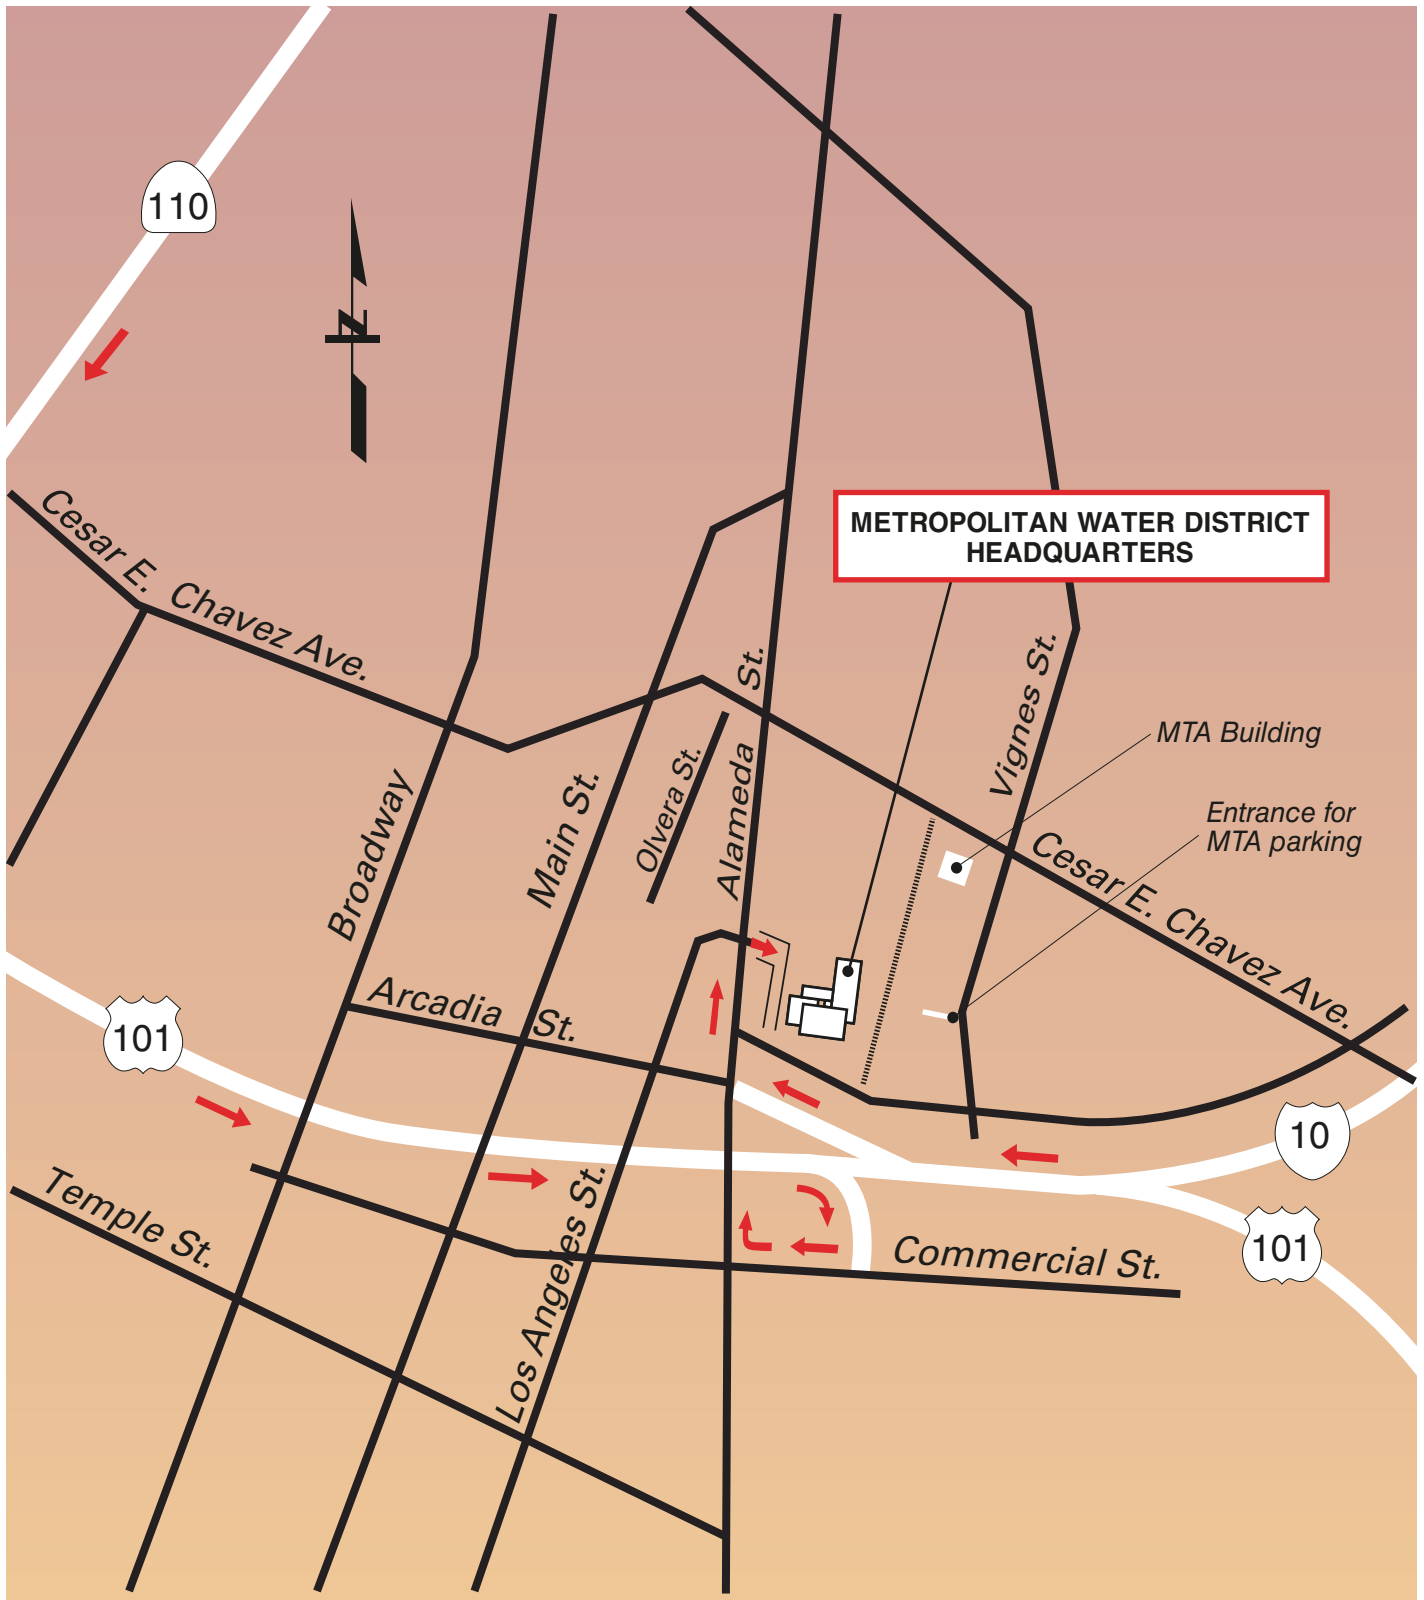 110
N
Cesar E. Chavez Ave.
METROPOLITAN WATER DISTRICT
HEADQUARTERS
Broadway
Main St.
Olvera St.
Alameda St.
Vignes St.
MTA Building
Entrance for
MTA parking
Cesar E. Chavez Ave.
Arcadia St.
101
10
101
Temple St.
Los Angeles St.
Commercial St.